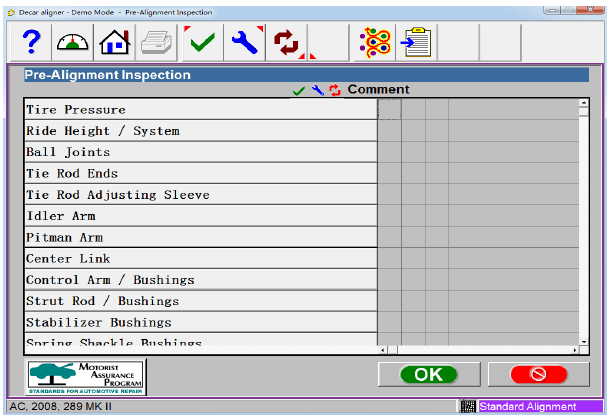 Decar aligner - Demo Mode - Pre-Alignment Inspection
?
Pre-Alignment Inspection
Comment
Tire Pressure
Ride Height / System
Ball Joints
Tie Rod Ends
Tie Rod Adjusting Sleeve
Idler Arm
Pitman Arm
Center Link
Control Arm / Bushings
Strut Rod / Bushings
Stabilizer Bushings
Spring Shackle Bushings
MOTORIST
ASSURANCE
PROGRAM
STANDARDS FOR AUTOMOTIVE REPAIR
OK
AC, 2008, 289 MK II
Standard Alignment